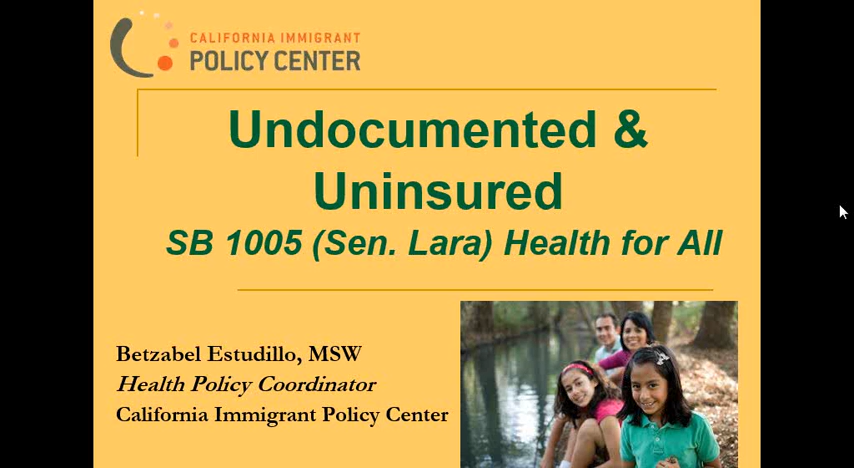 CALIFORNIA IMMIGRANT
POLICY CENTER
Undocumented &
Uninsured
SB 1005 (Sen. Lara) Health for All
Betzabel Estudillo, MSW
Health Policy Coordinator
California Immigrant Policy Center